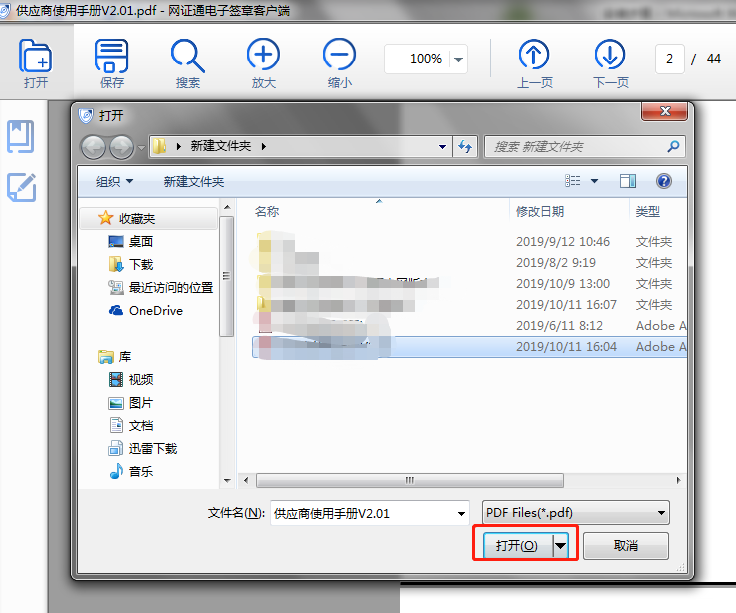 供应商使用手册V2.01.pdf - 网证通电子签章客户端
打开 保存 搜索 放大 缩小 100% 上一页 下一页 2 / 44
打开
新建文件夹
搜索 新建文件夹
组织 新建文件夹
名称 修改日期 类型
收藏夹
桌面
下载
最近访问的位置
OneDrive
库
视频
图片
文档
迅雷下载
音乐
2019/9/12 10:46 文件夹
2019/8/2 9:19 文件夹
2019/10/9 13:00 文件夹
2019/10/11 16:07 文件夹
2019/6/11 8:12 Adobe A
2019/10/11 16:04 Adobe A
文件名(N): 供应商使用手册V2.01 PDF Files(*.pdf)
打开(O) 取消